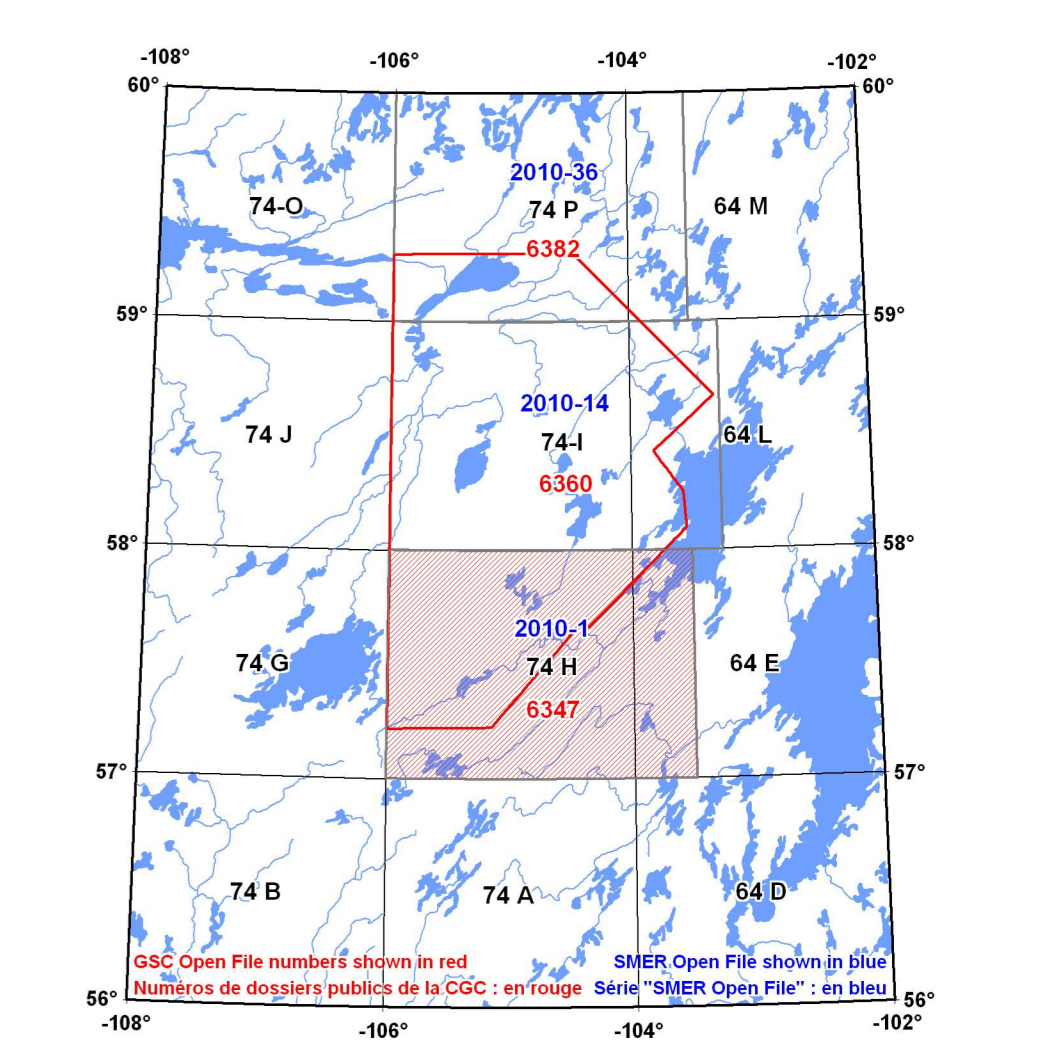 -108° -106° -104° -102°
60° 60°
2010-36
74-O 74 P 64 M
6382
59° 59°
2010-14
74 J 74-I 64 L
6360
58° 58°
2010-1
74 G 74 H 64 E
6347
57° 57°
74 B 74 A 64 D
GSC Open File numbers shown in red SMER Open File shown in blue
Numéros de dossiers publics de la CGC : en rouge Série "SMER Open File" : en bleu
56° 56°
-108° -106° -104° -102°